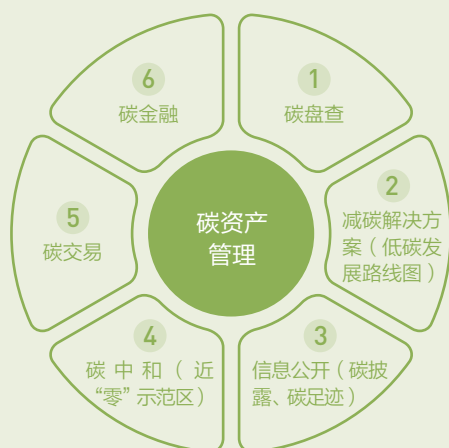 6
碳金融
1
碳盘查
2
减碳解决方
案（低碳发
展路线图）
5
碳交易
碳资产
管理
4
碳中和（近
“零”示范区）
3
信息公开（碳披
露、碳足迹）